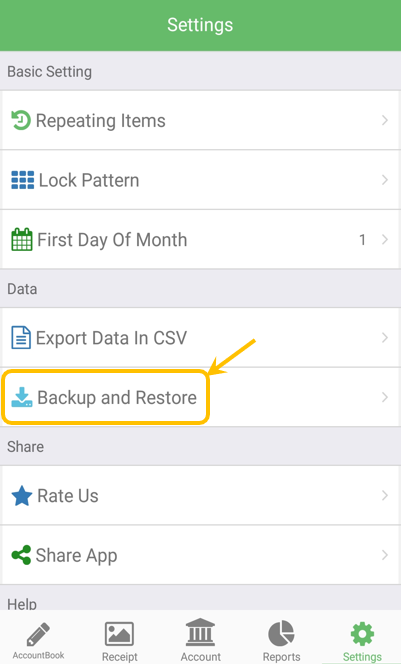 Settings
Basic Setting
Repeating Items
Lock Pattern
First Day Of Month 1
Data
Export Data In CSV
Backup and Restore
Share
Rate Us
Share App
Help
AccountBook Receipt Account Reports Settings